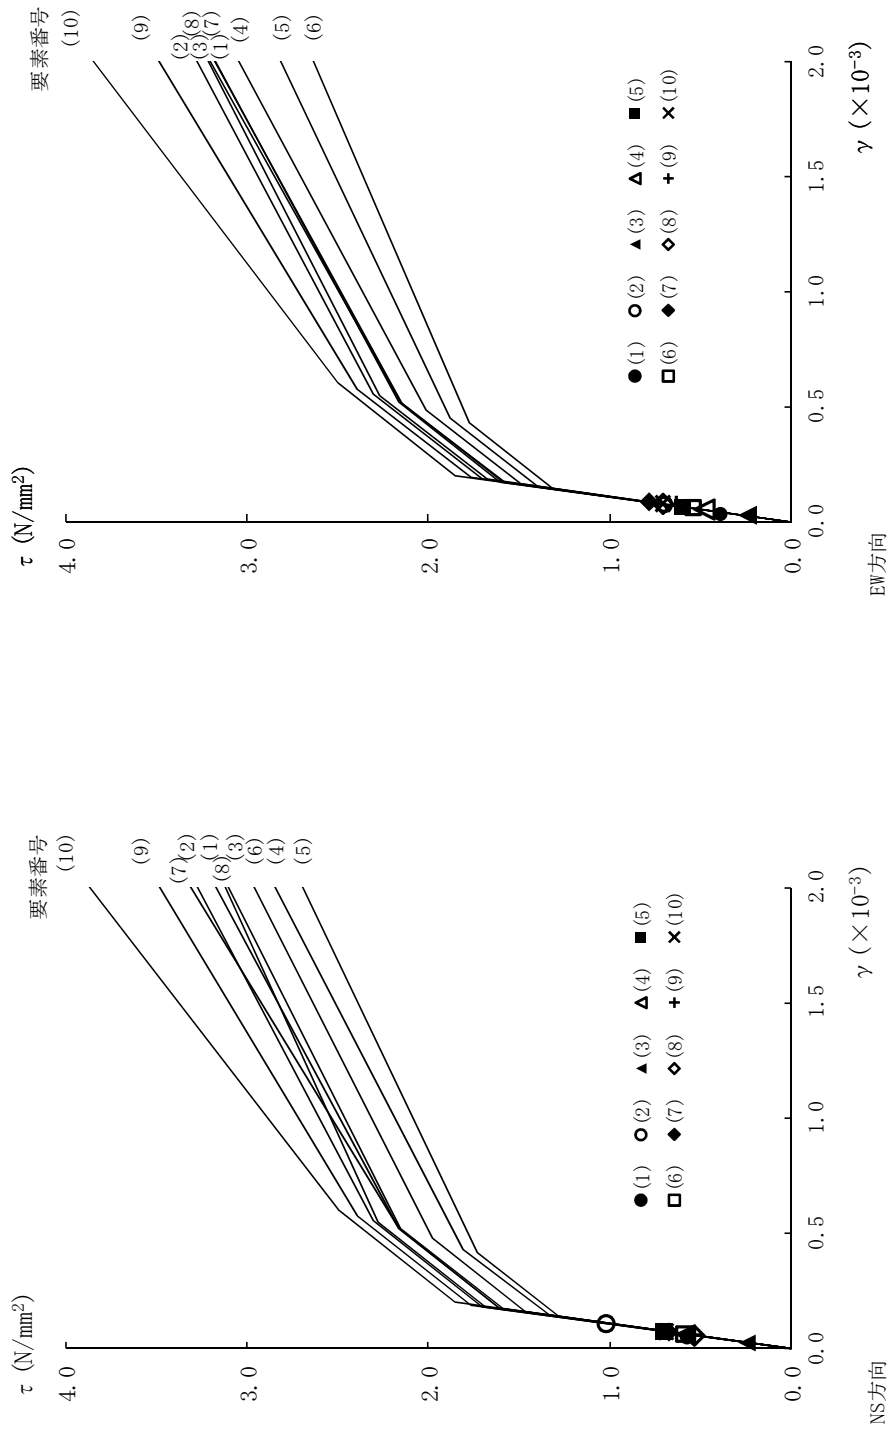 τ (N/mm²)
要素番号
4.0
3.0
2.0
1.0
0.0
(10)
(9)
(7)
(2)
(1)
(8)
(3)
(6)
(4)
(5)
●(1) ○(2) ▲(3) △(4) ■(5)
□(6) ◆(7) ◇(8) +(9) ×(10)
0.0 0.5 1.0 1.5 2.0
γ (×10⁻³)
NS方向
τ (N/mm²)
要素番号
4.0
3.0
2.0
1.0
0.0
(10)
(9)
(2)
(8)
(3)
(7)
(1)
(4)
(5)
(6)
●(1) ○(2) ▲(3) △(4) ■(5)
□(6) ◆(7) ◇(8) +(9) ×(10)
0.0 0.5 1.0 1.5 2.0
γ (×10⁻³)
EW方向